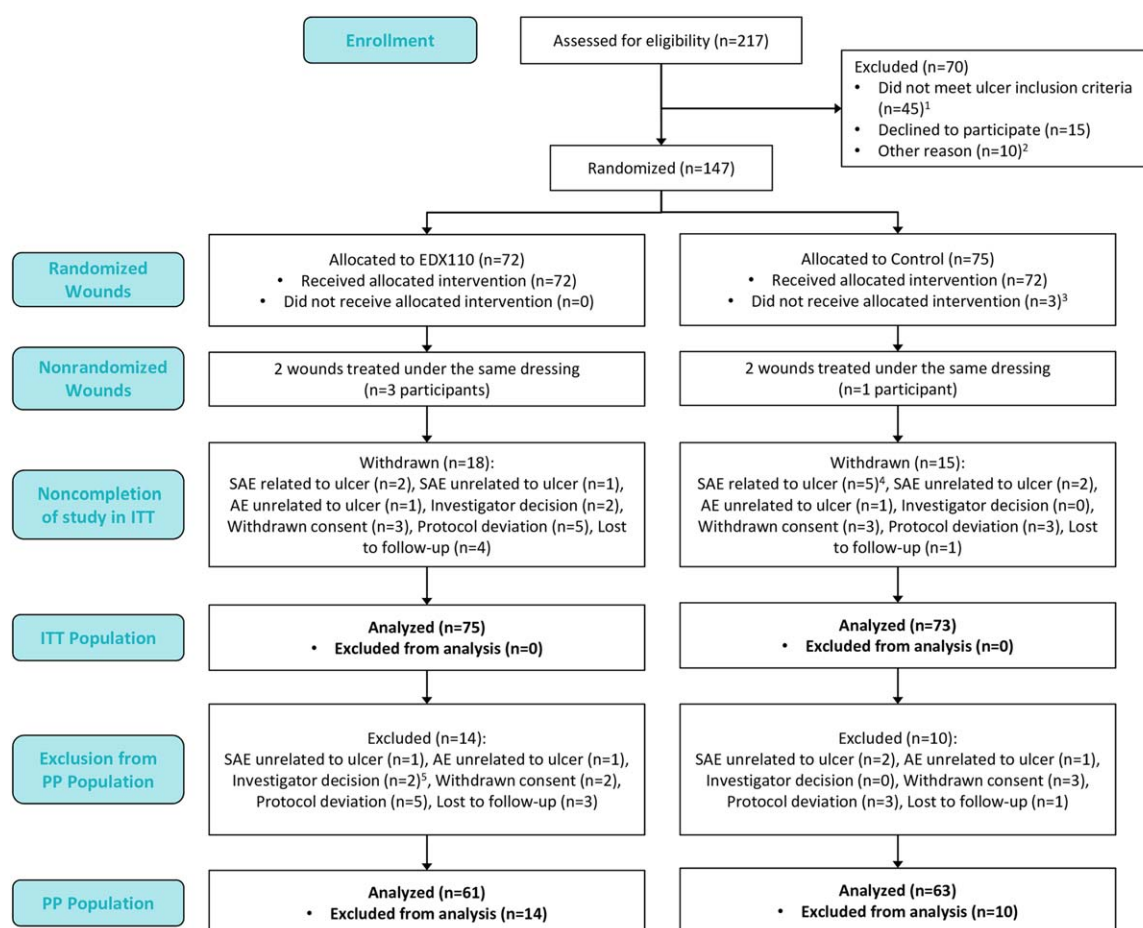 Enrollment
Assessed for eligibility (n=217)
Excluded (n=70)
• Did not meet ulcer inclusion criteria
(n=45)¹
• Declined to participate (n=15)
• Other reason (n=10)²
Randomized (n=147)
Randomized
Wounds
Allocated to EDX110 (n=72)
• Received allocated intervention (n=72)
• Did not receive allocated intervention (n=0)
Allocated to Control (n=75)
• Received allocated intervention (n=72)
• Did not receive allocated intervention (n=3)³
Nonrandomized
Wounds
2 wounds treated under the same dressing
(n=3 participants)
2 wounds treated under the same dressing
(n=1 participant)
Noncompletion
of study in ITT
Withdrawn (n=18):
SAE related to ulcer (n=2), SAE unrelated to ulcer (n=1),
AE unrelated to ulcer (n=1), Investigator decision (n=2),
Withdrawn consent (n=3), Protocol deviation (n=5), Lost
to follow-up (n=4)
Withdrawn (n=15):
SAE related to ulcer (n=5)⁴, SAE unrelated to ulcer (n=2),
AE unrelated to ulcer (n=1), Investigator decision (n=0),
Withdrawn consent (n=3), Protocol deviation (n=3), Lost
to follow-up (n=1)
ITT Population
Analyzed (n=75)
• Excluded from analysis (n=0)
Analyzed (n=73)
• Excluded from analysis (n=0)
Exclusion from
PP Population
Excluded (n=14):
SAE unrelated to ulcer (n=1), AE unrelated to ulcer (n=1),
Investigator decision (n=2)⁵, Withdrawn consent (n=2),
Protocol deviation (n=5), Lost to follow-up (n=3)
Excluded (n=10):
SAE unrelated to ulcer (n=2), AE unrelated to ulcer (n=1),
Investigator decision (n=0), Withdrawn consent (n=3),
Protocol deviation (n=3), Lost to follow-up (n=1)
PP Population
Analyzed (n=61)
• Excluded from analysis (n=14)
Analyzed (n=63)
• Excluded from analysis (n=10)